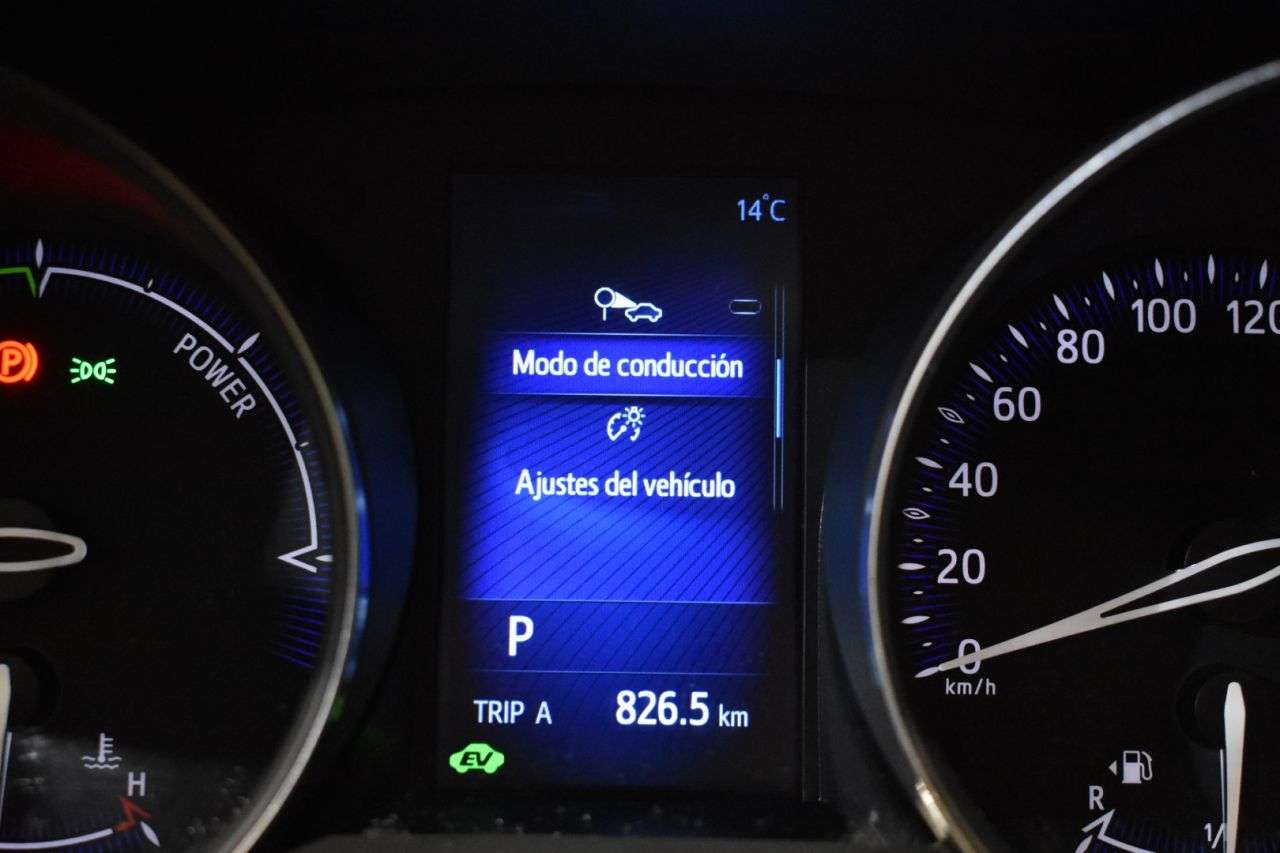 14°C
Modo de conducción
Ajustes del vehículo
P
TRIP A 826.5 km
EV
POWER
P
H
120
100
80
60
40
20
0
km/h
R
1/